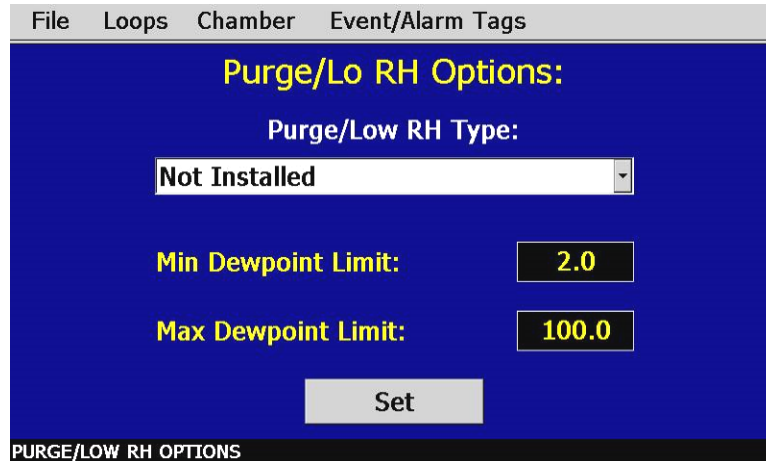 File Loops Chamber Event/Alarm Tags
Purge/Lo RH Options:
Purge/Low RH Type:
Not Installed
Min Dewpoint Limit: 2.0
Max Dewpoint Limit: 100.0
Set
PURGE/LOW RH OPTIONS